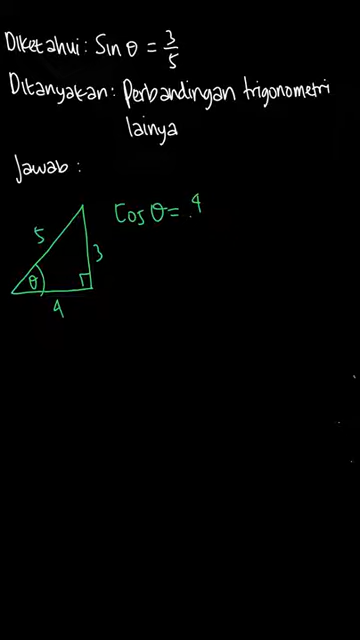 Diketahui: Sin θ = 3/5
Ditanyakan: Perbandingan trigonometri
lainya
Jawab:
5
3
θ
4
Cos θ = 4